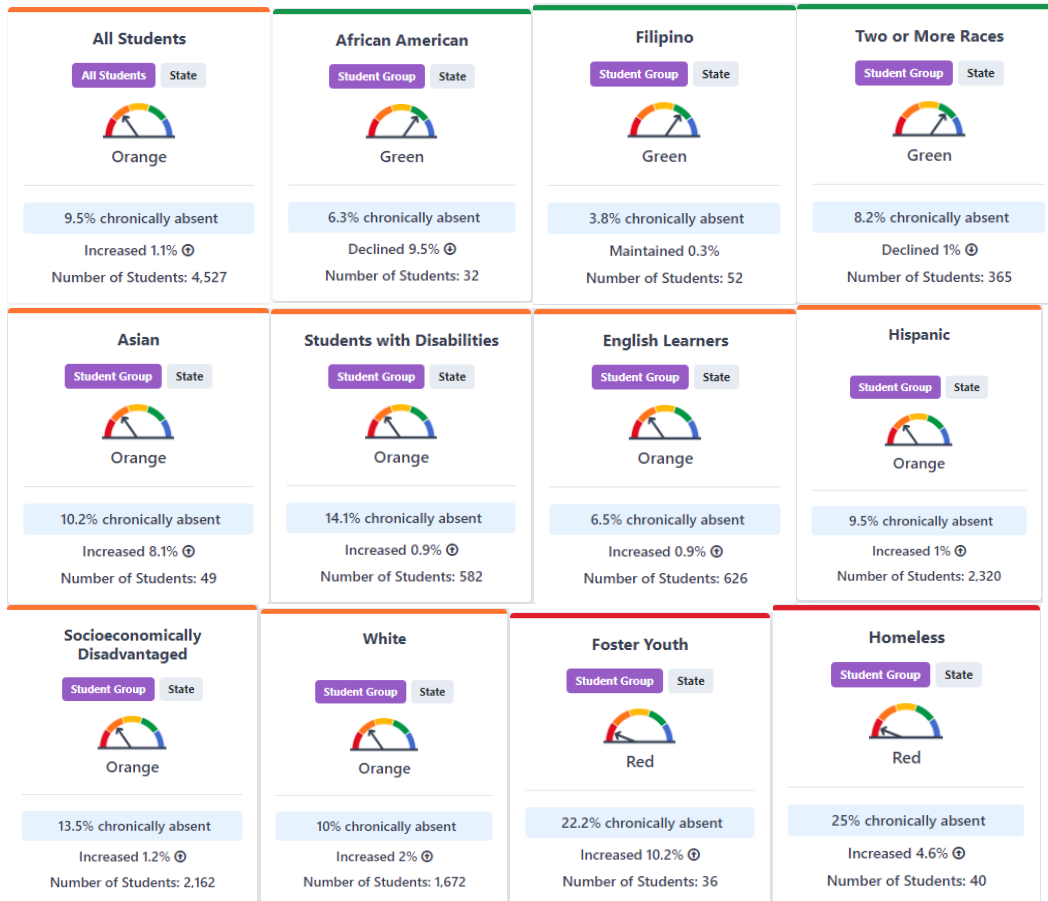 All Students
All Students State
Orange
9.5% chronically absent
Increased 1.1%
Number of Students: 4,527
African American
Student Group State
Green
6.3% chronically absent
Declined 9.5%
Number of Students: 32
Filipino
Student Group State
Green
3.8% chronically absent
Maintained 0.3%
Number of Students: 52
Two or More Races
Student Group State
Green
8.2% chronically absent
Declined 1%
Number of Students: 365
Asian
Student Group State
Orange
10.2% chronically absent
Increased 8.1%
Number of Students: 49
Students with Disabilities
Student Group State
Orange
14.1% chronically absent
Increased 0.9%
Number of Students: 582
English Learners
Student Group State
Orange
6.5% chronically absent
Increased 0.9%
Number of Students: 626
Hispanic
Student Group State
Orange
9.5% chronically absent
Increased 1%
Number of Students: 2,320
Socioeconomically
Disadvantaged
Student Group State
Orange
13.5% chronically absent
Increased 1.2%
Number of Students: 2,162
White
Student Group State
Orange
10% chronically absent
Increased 2%
Number of Students: 1,672
Foster Youth
Student Group State
Red
22.2% chronically absent
Increased 10.2%
Number of Students: 36
Homeless
Student Group State
Red
25% chronically absent
Increased 4.6%
Number of Students: 40